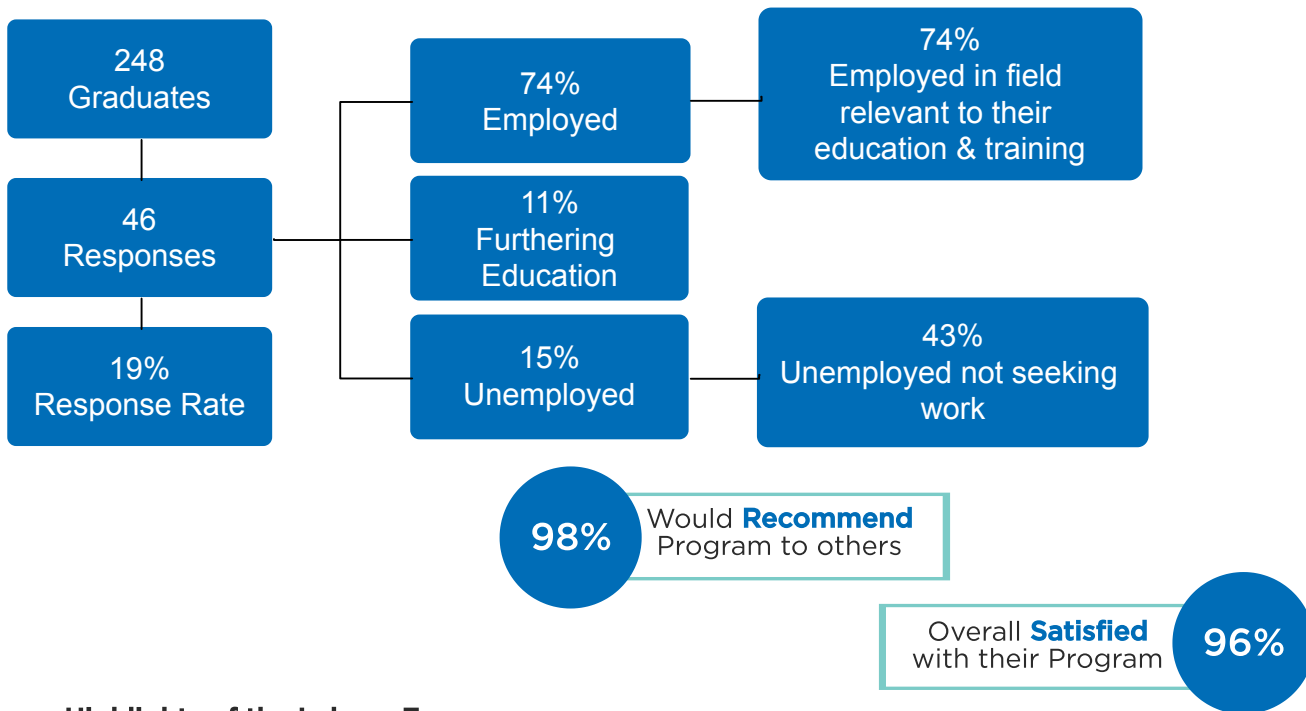 248
Graduates
46
Responses
19%
Response Rate
74%
Employed
11%
Furthering
Education
15%
Unemployed
74%
Employed in field
relevant to their
education & training
43%
Unemployed not seeking
work
98%
Would Recommend
Program to others
Overall Satisfied
with their Program
96%